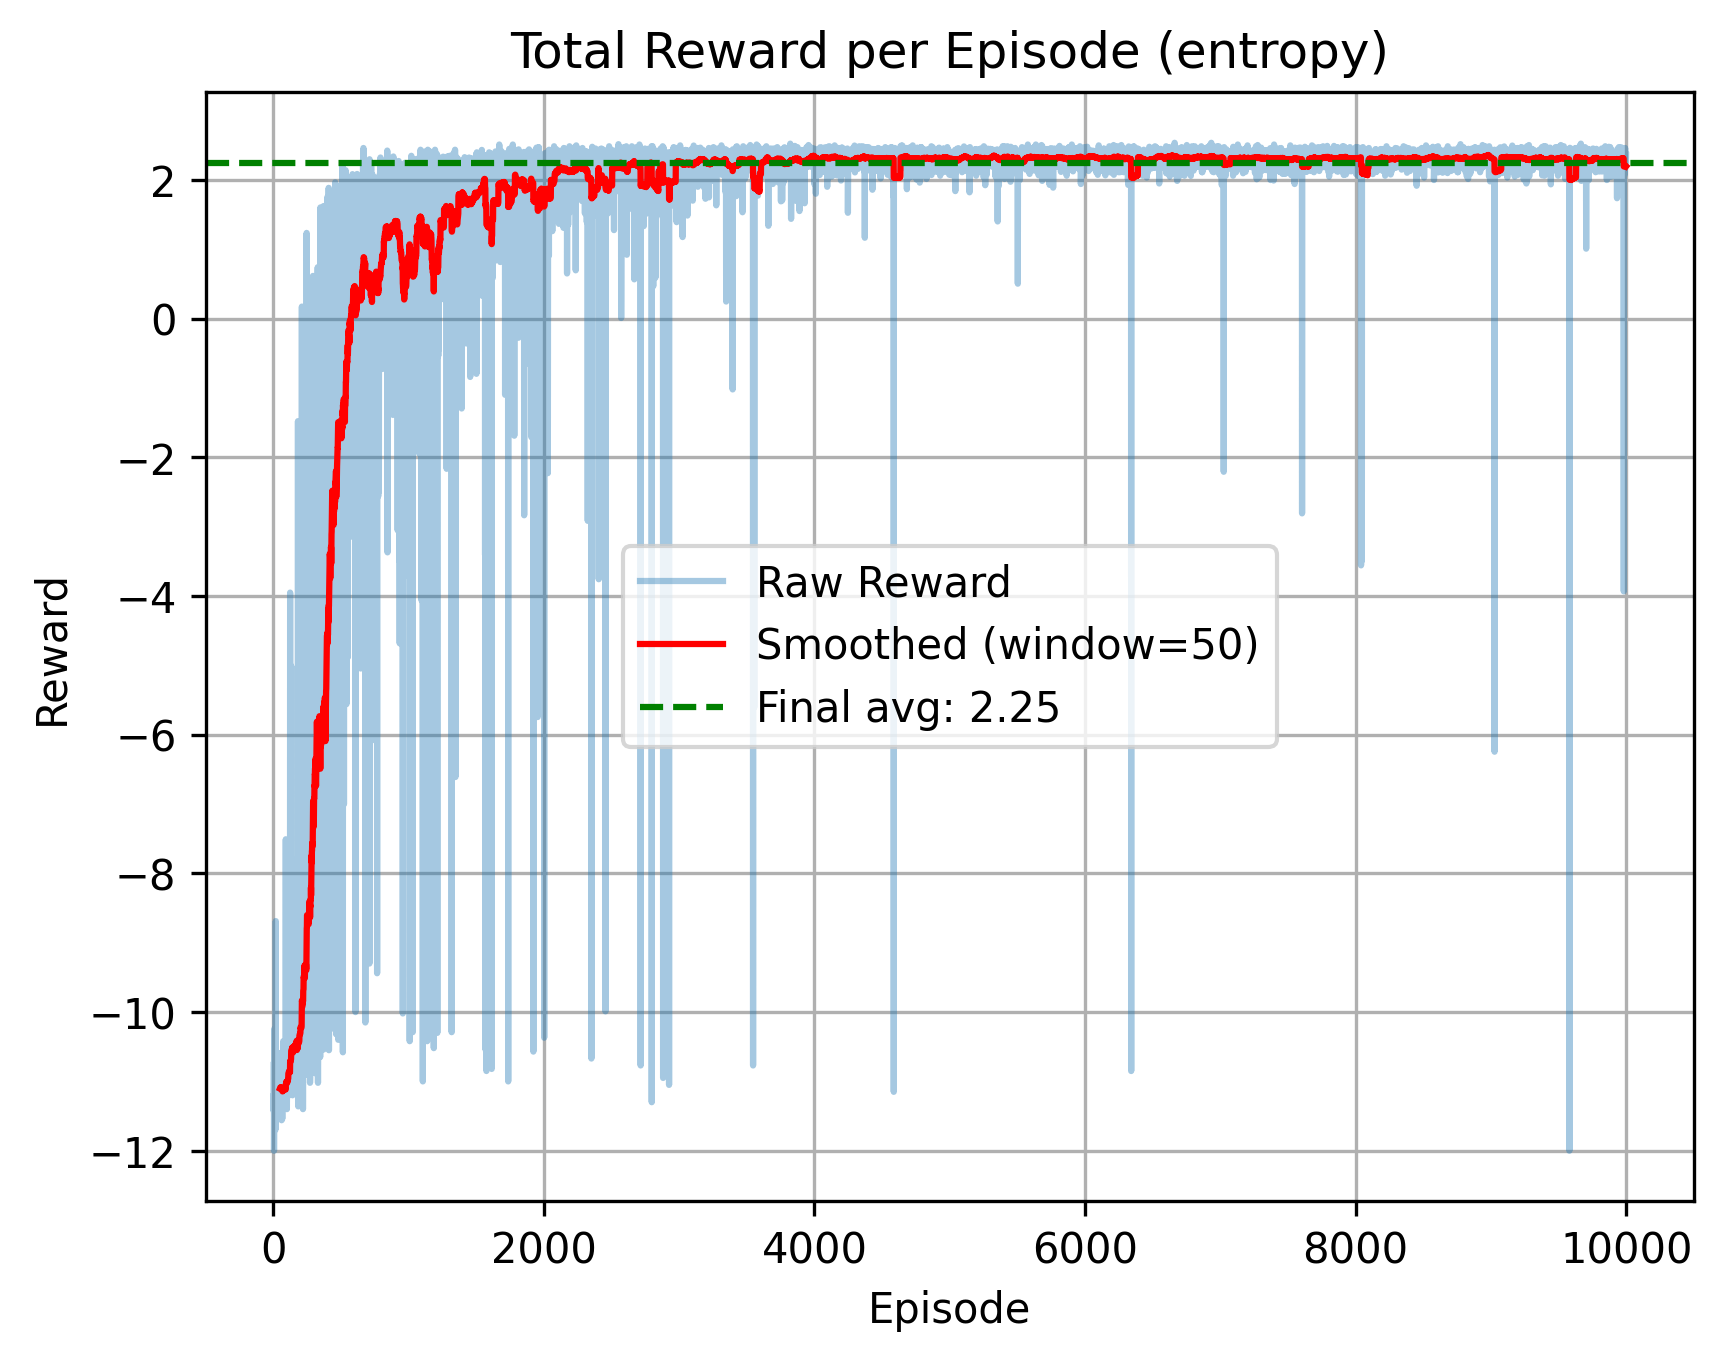 Total Reward per Episode (entropy)
2
0
−2
−4
−6
−8
−10
−12
Reward
Raw Reward
Smoothed (window=50)
Final avg: 2.25
0 2000 4000 6000 8000 10000
Episode